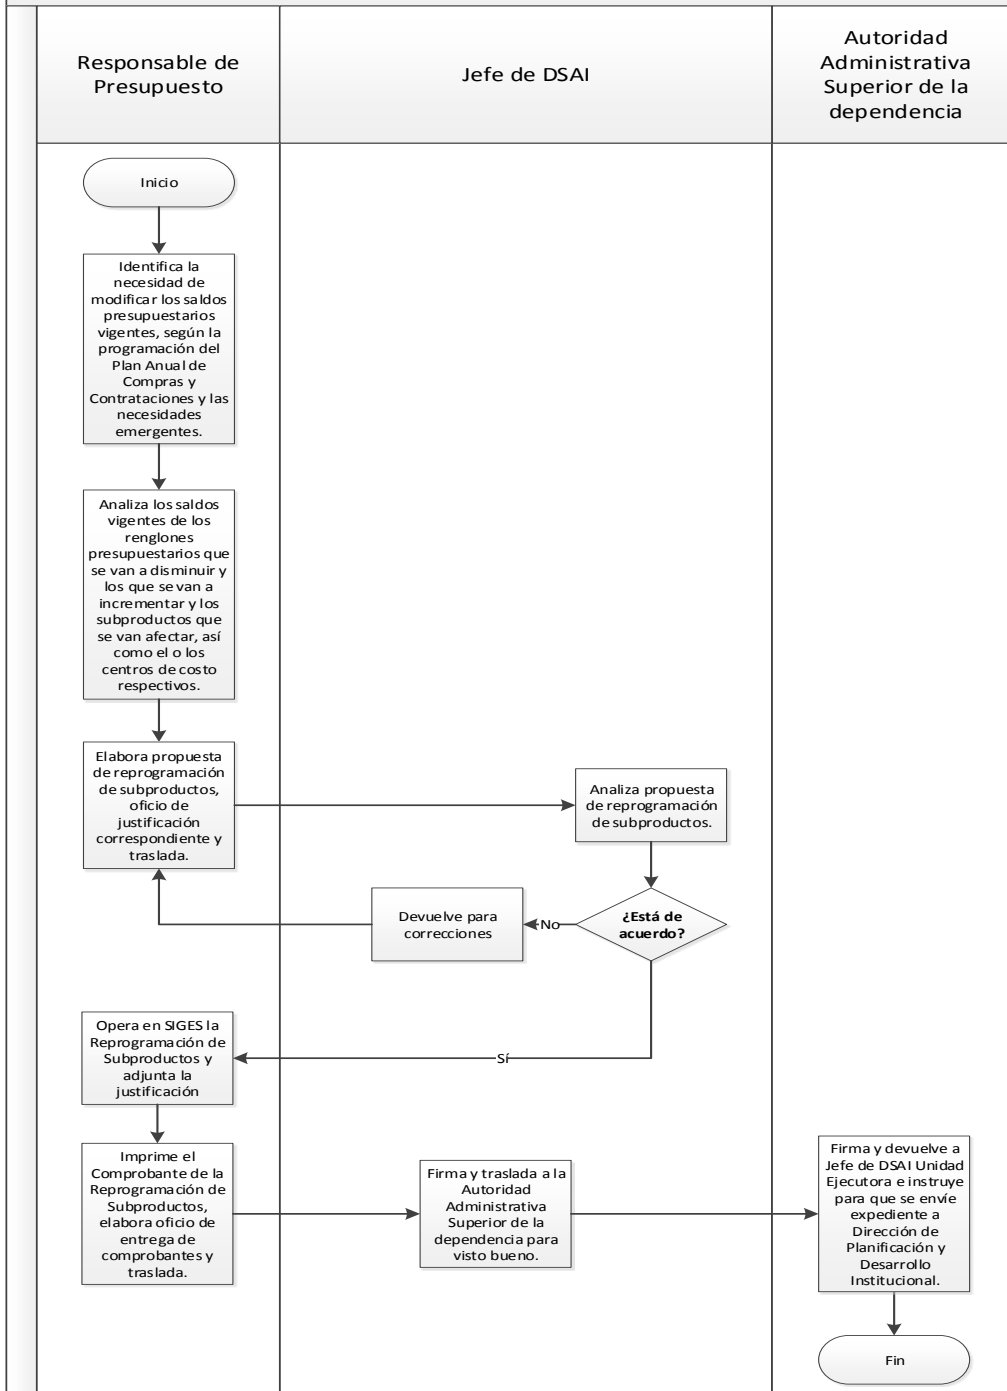 Responsable de
Presupuesto
Jefe de DSAI
Autoridad
Administrativa
Superior de la
dependencia
Inicio
Identifica la
necesidad de
modificar los saldos
presupuestarios
vigentes, según la
programación del
Plan Anual de
Compras y
Contrataciones y las
necesidades
emergentes.
Analiza los saldos
vigentes de los
renglones
presupuestarios que
se van a disminuir y
los que se van a
incrementar y los
subproductos que
se van afectar, así
como el o los
centros de costo
respectivos.
Elabora propuesta
de reprogramación
de subproductos,
oficio de
justificación
correspondiente y
traslada.
Analiza propuesta
de reprogramación
de subproductos.
¿Está de
acuerdo?
No
Devuelve para
correcciones
Sí
Opera en SIGES la
Reprogramación de
Subproductos y
adjunta la
justificación
Imprime el
Comprobante de la
Reprogramación de
Subproductos,
elabora oficio de
entrega de
comprobantes y
traslada.
Firma y traslada a la
Autoridad
Administrativa
Superior de la
dependencia para
visto bueno.
Firma y devuelve a
Jefe de DSAI Unidad
Ejecutora e instruye
para que se envíe
expediente a
Dirección de
Planificación y
Desarrollo
Institucional.
Fin